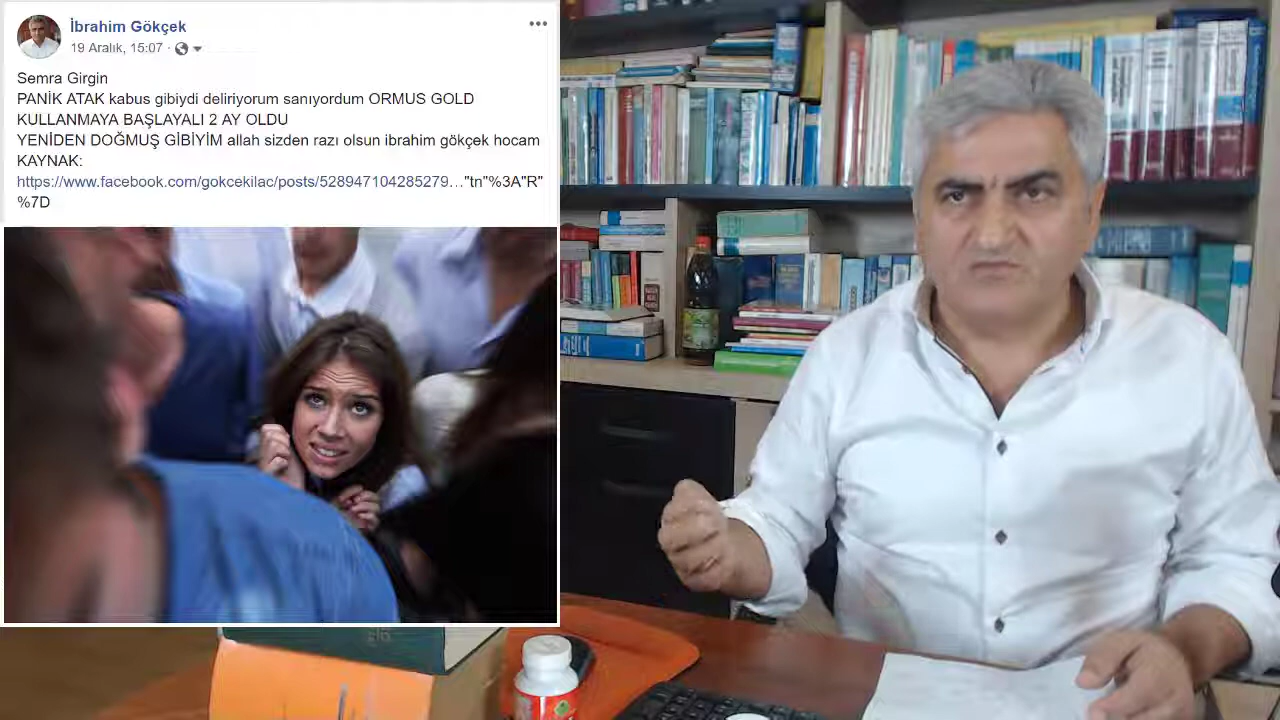 İbrahim Gökçek
19 Aralık, 15:07 ·
Semra Girgin
PANİK ATAK kabus gibiydi deliriyorum sanıyordum ORMUS GOLD
KULLANMAYA BAŞLAYALI 2 AY OLDU
YENİDEN DOĞMUŞ GİBİYİM allah sizden razı olsun ibrahim gökçek hocam
KAYNAK:
https://www.facebook.com/gokcekilac/posts/528947104285279..."tn"%3A"R"
%7D